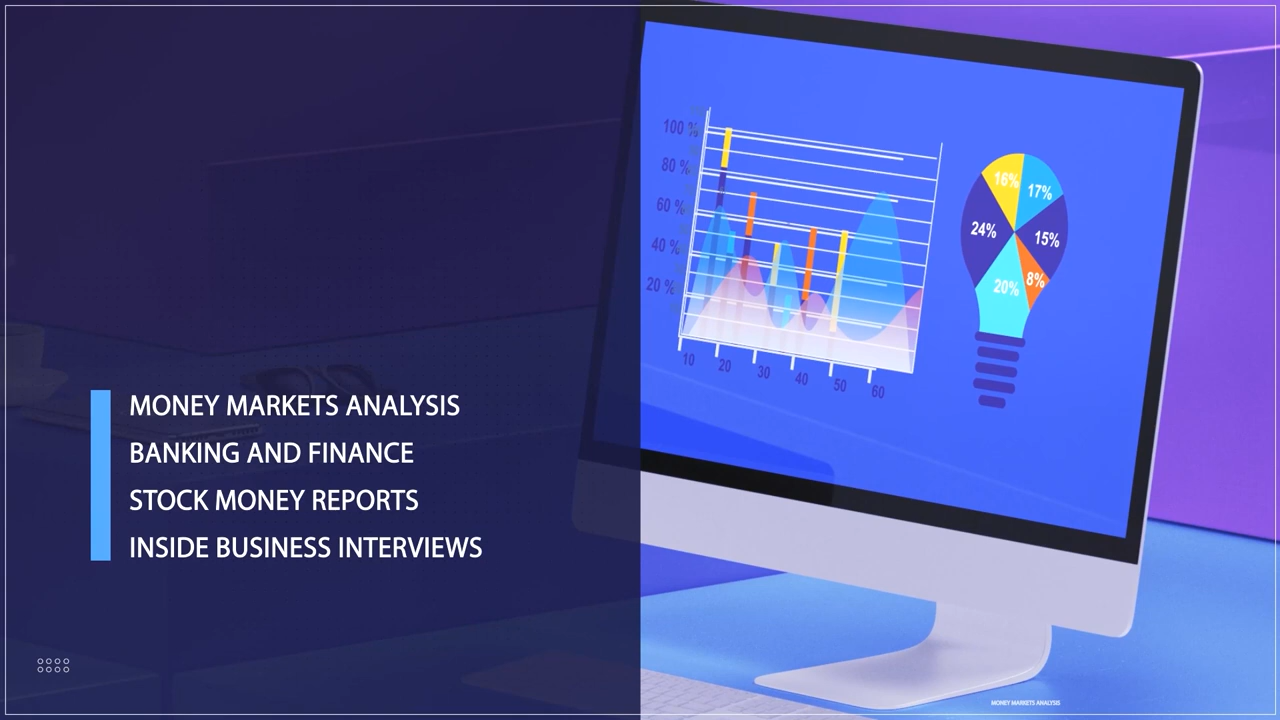 MONEY MARKETS ANALYSIS
BANKING AND FINANCE
STOCK MONEY REPORTS
INSIDE BUSINESS INTERVIEWS
100 %
80 %
60 %
40 %
20 %
10 20 30 40 50 60
16% 17%
24% 15%
20% 8%
MONEY MARKETS ANALYSIS